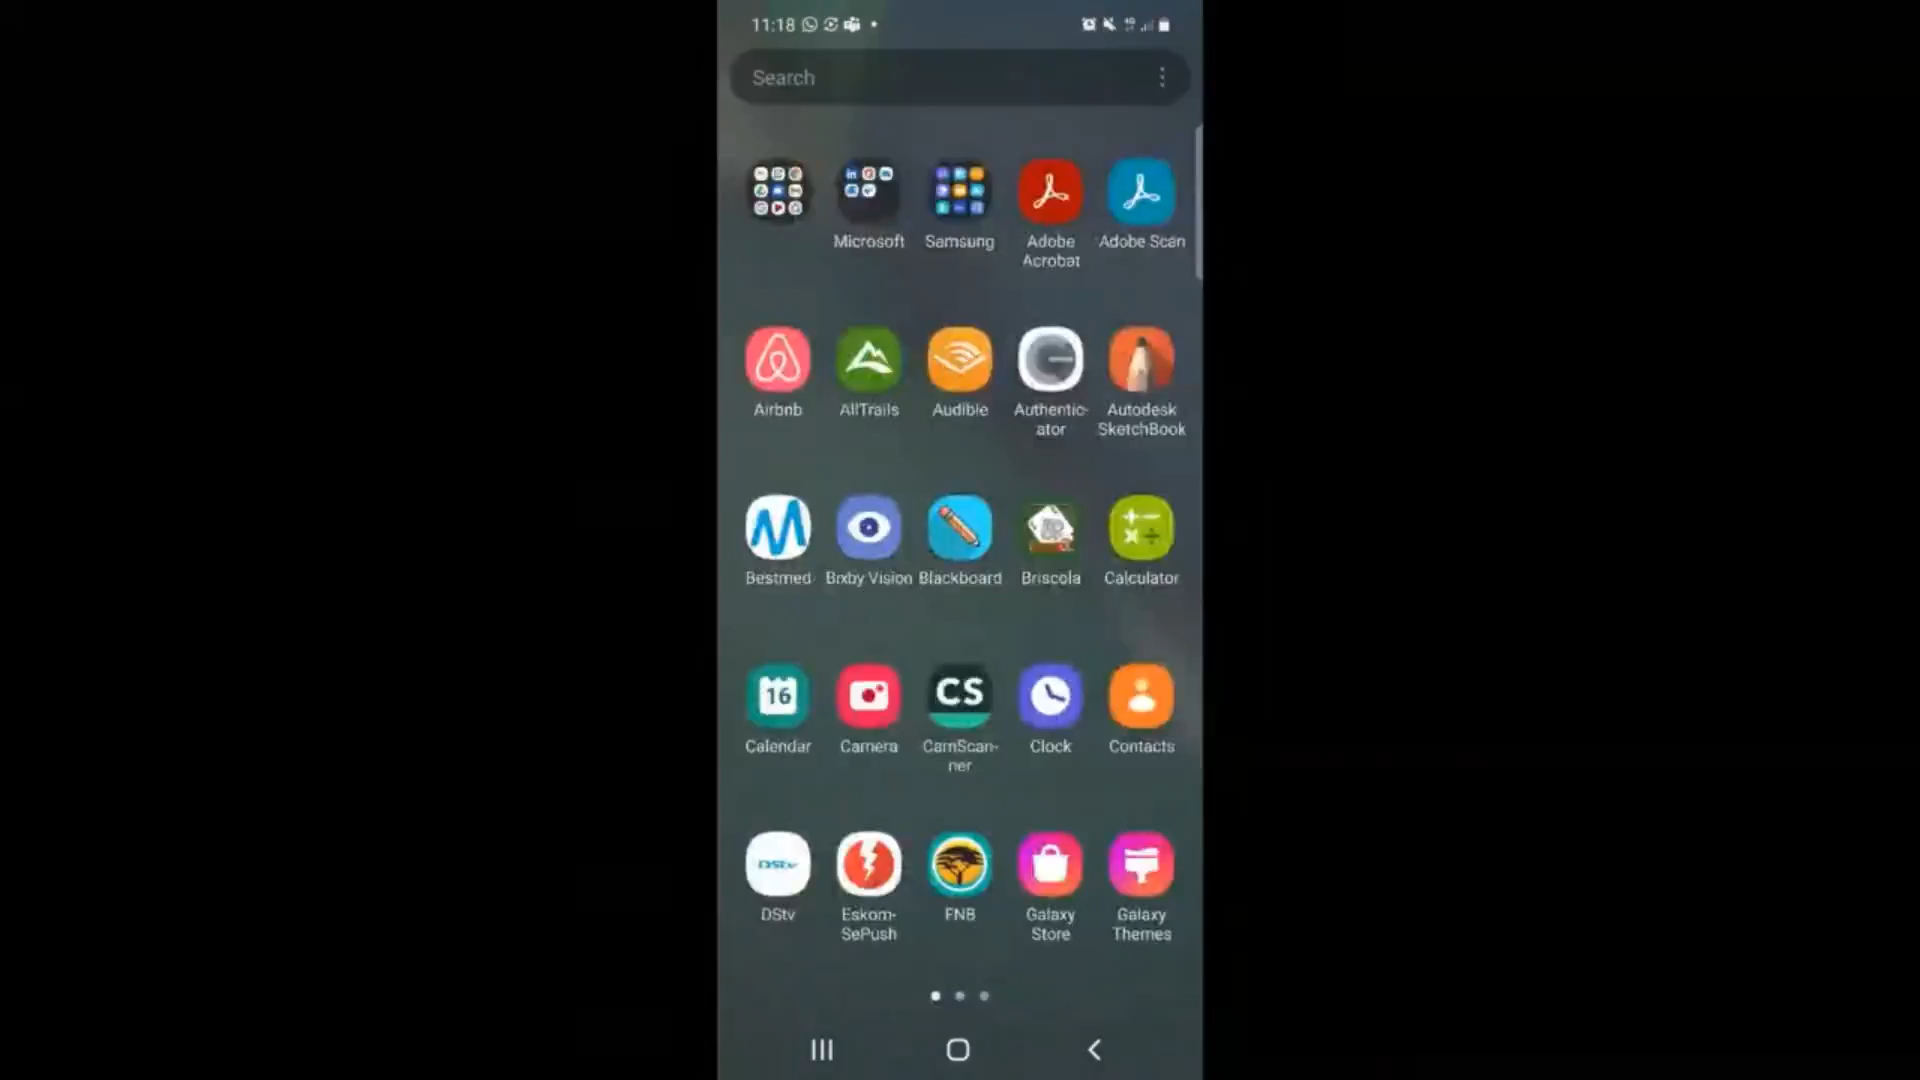 11:18
Search
Microsoft Samsung Adobe Acrobat Adobe Scan
Airbnb AllTrails Audible Authentic-
ator Autodesk SketchBook
16
CS
Bestmed Bixby Vision Blackboard Briscola Calculator
Calendar Camera CamScan-
ner Clock Contacts
DStv
DStv Eskom-
SePush FNB Galaxy Store Galaxy Themes